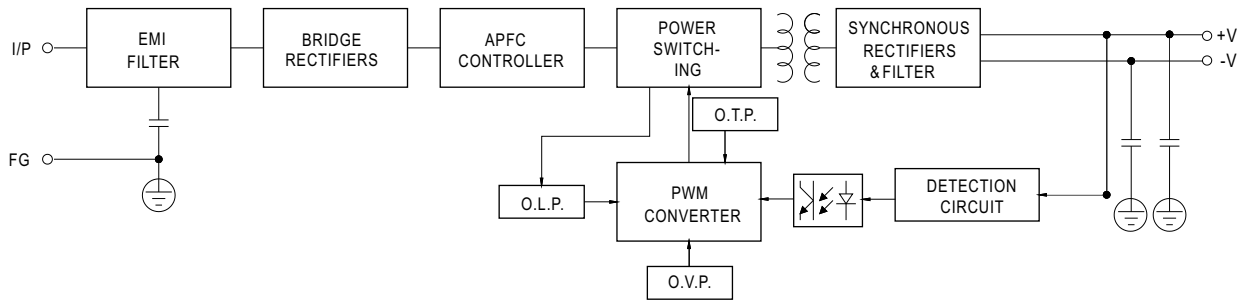 I/P
EMI
FILTER
BRIDGE
RECTIFIERS
APFC
CONTROLLER
POWER
SWITCH-
ING
SYNCHRONOUS
RECTIFIERS
&FILTER
+V
-V
O.T.P.
FG
O.L.P.
PWM
CONVERTER
DETECTION
CIRCUIT
O.V.P.